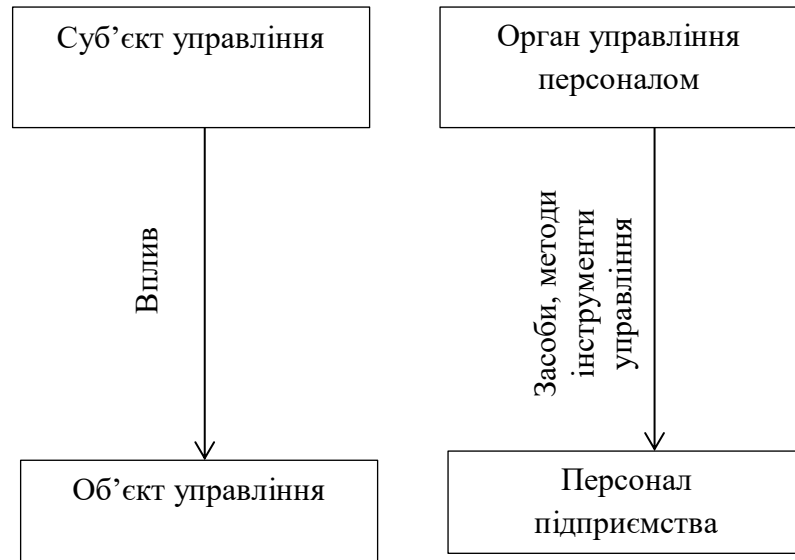 Суб’єкт управління
Орган управління
персоналом
Вплив
Засоби, методи
інструменти
управління
Об’єкт управління
Персонал
підприємства